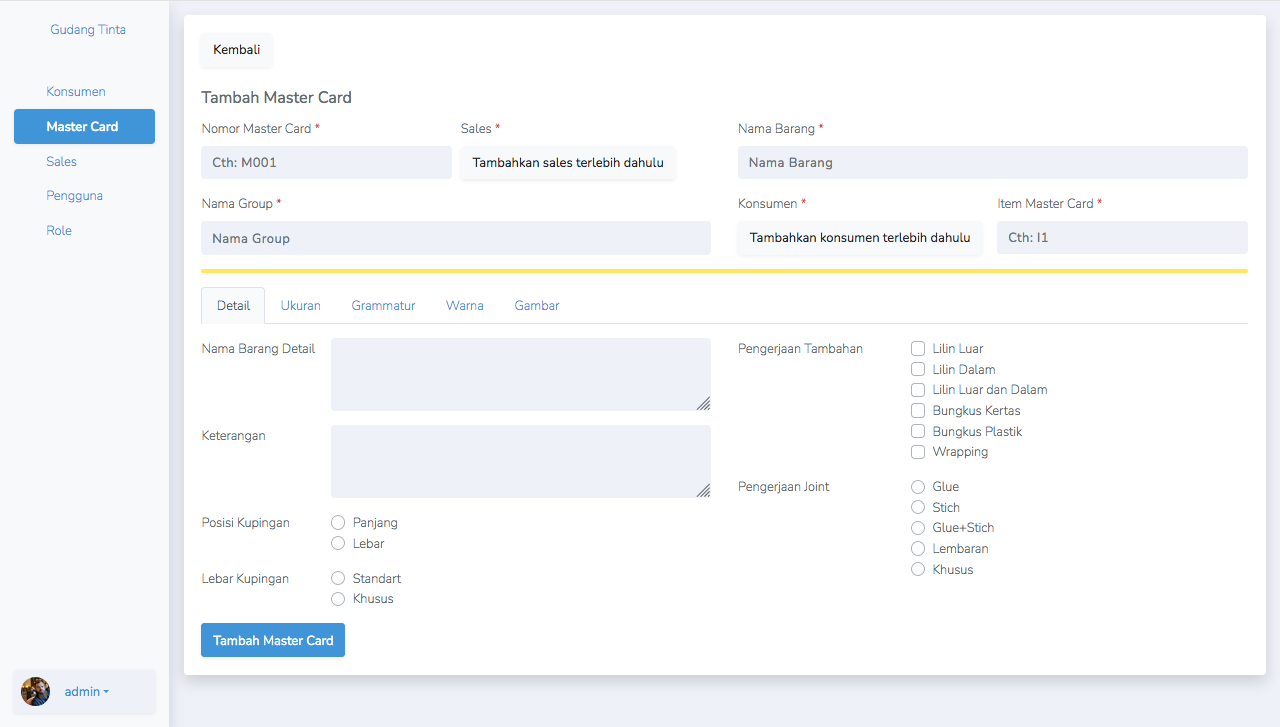 Gudang Tinta
Konsumen
Master Card
Sales
Pengguna
Role
admin
Kembali
Tambah Master Card
Nomor Master Card *
Sales *
Nama Barang *
Cth: M001
Tambahkan sales terlebih dahulu
Nama Barang
Nama Group *
Konsumen *
Item Master Card *
Nama Group
Tambahkan konsumen terlebih dahulu
Cth: I1
Detail
Ukuran
Grammatur
Warna
Gambar
Nama Barang Detail
Keterangan
Posisi Kupingan
Panjang
Lebar
Lebar Kupingan
Standart
Khusus
Pengerjaan Tambahan
Lilin Luar
Lilin Dalam
Lilin Luar dan Dalam
Bungkus Kertas
Bungkus Plastik
Wrapping
Pengerjaan Joint
Glue
Stich
Glue+Stich
Lembaran
Khusus
Tambah Master Card